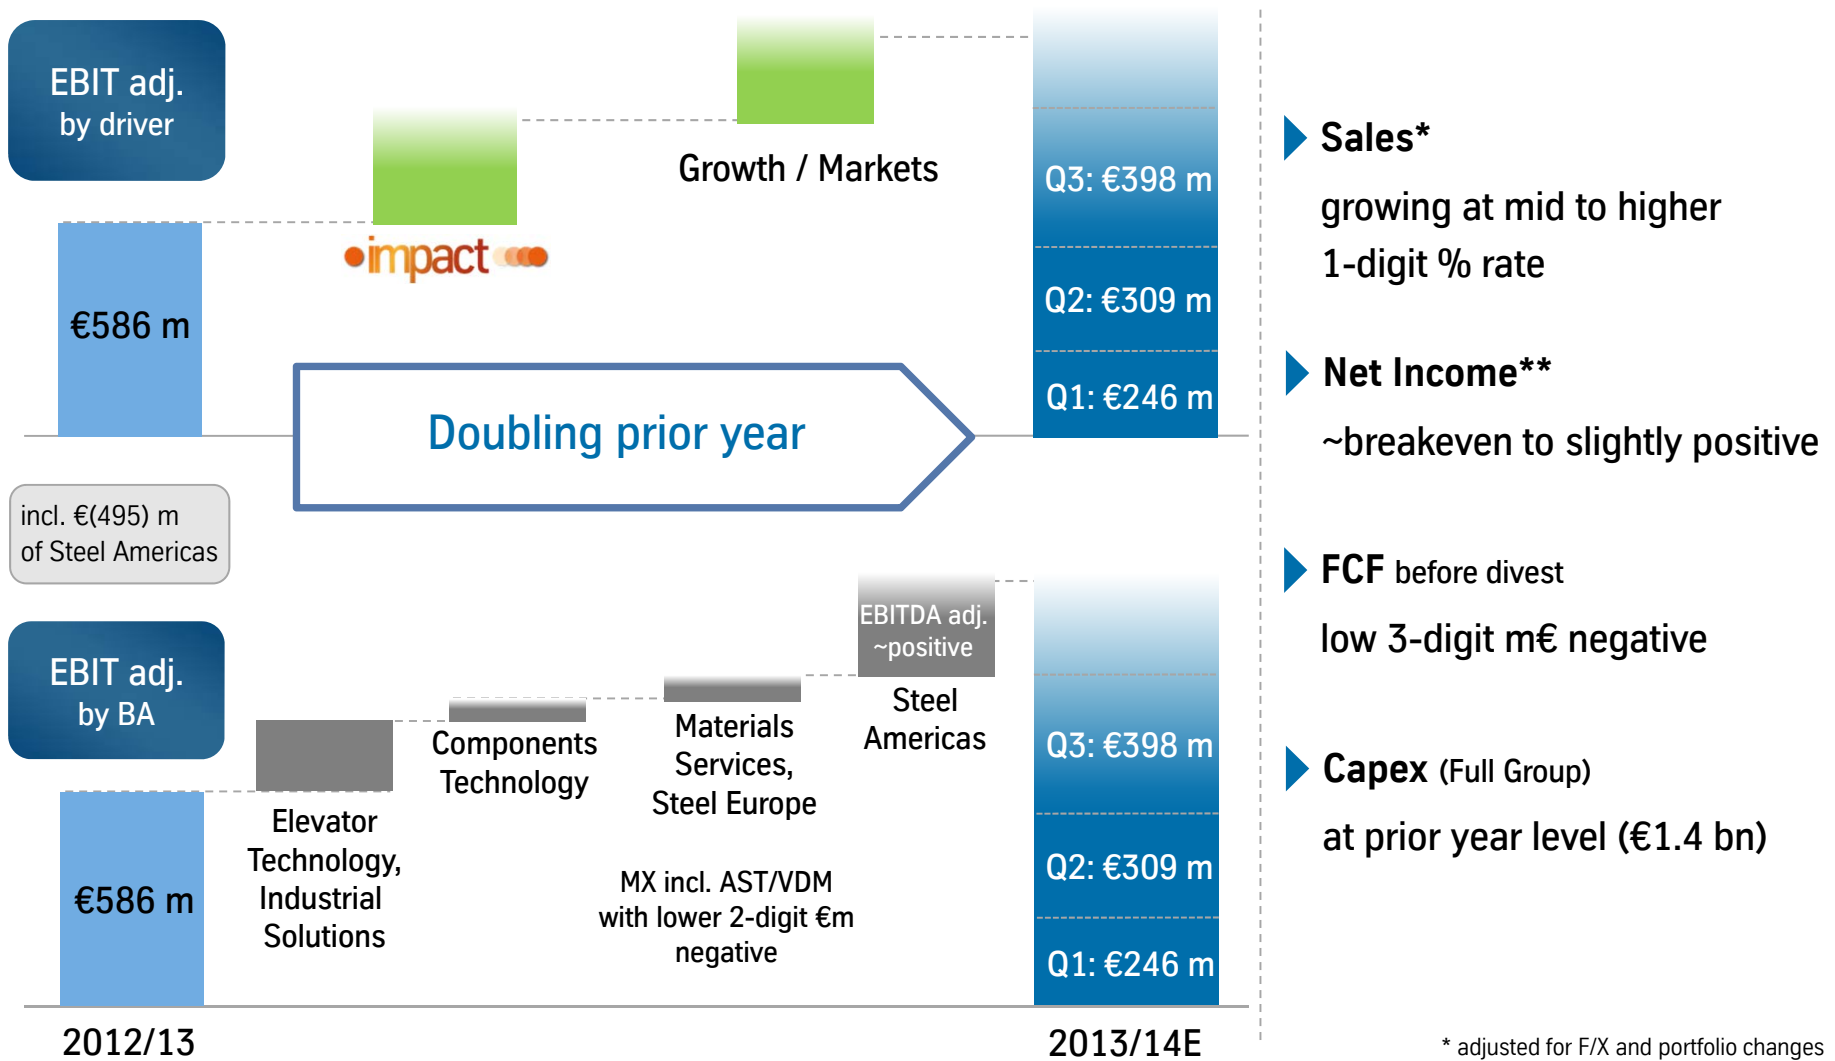 EBIT adj.
by driver
Growth / Markets
impact
€586 m
Q3: €398 m
Q2: €309 m
Q1: €246 m
Doubling prior year
incl. €(495) m
of Steel Americas
EBIT adj.
by BA
€586 m
Elevator
Technology,
Industrial
Solutions
Components
Technology
Materials
Services,
Steel Europe
MX incl. AST/VDM
with lower 2-digit €m
negative
EBITDA adj.
~positive
Steel
Americas
Q3: €398 m
Q2: €309 m
Q1: €246 m
2012/13
2013/14E
Sales*
growing at mid to higher
1-digit % rate
Net Income**
~breakeven to slightly positive
FCF before divest
low 3-digit m€ negative
Capex (Full Group)
at prior year level (€1.4 bn)
* adjusted for F/X and portfolio changes